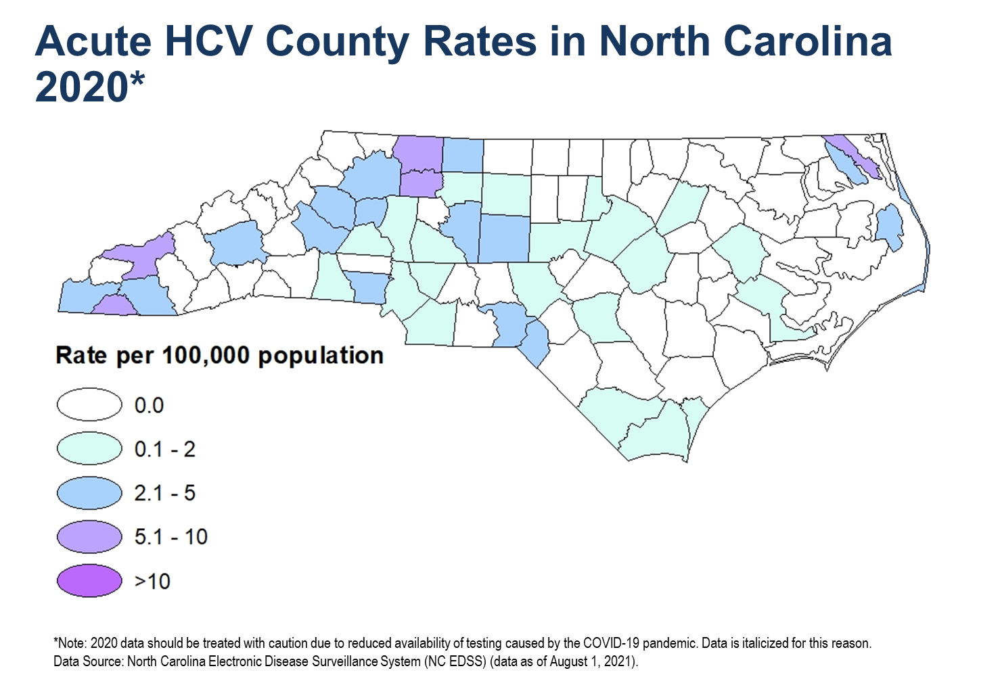 Acute HCV County Rates in North Carolina
2020*
Rate per 100,000 population
0.0
0.1 - 2
2.1 - 5
5.1 - 10
>10
*Note: 2020 data should be treated with caution due to reduced availability of testing caused by the COVID-19 pandemic. Data is italicized for this reason.
Data Source: North Carolina Electronic Disease Surveillance System (NC EDSS) (data as of August 1, 2021).